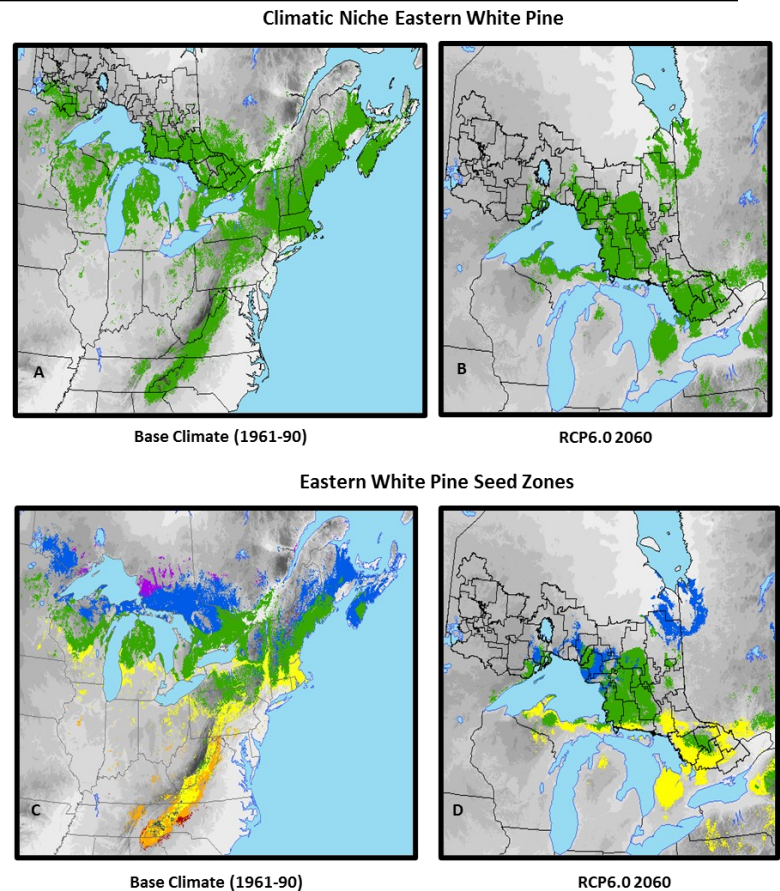 Climatic Niche Eastern White Pine
A
B
Base Climate (1961-90)
RCP6.0 2060
Eastern White Pine Seed Zones
C
D
Base Climate (1961-90)
RCP6.0 2060